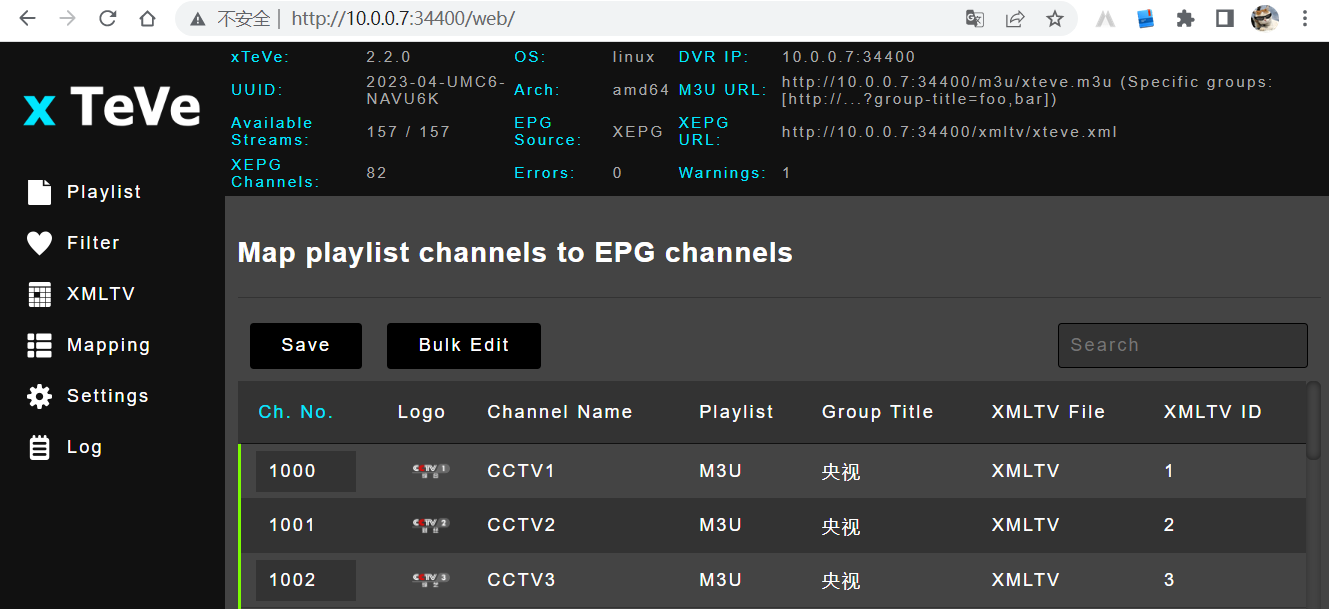 不安全 | http://10.0.0.7:34400/web/
xTeVe: 2.2.0 OS: linux DVR IP: 10.0.0.7:34400
UUID: 2023-04-UMC6-NAVU6K Arch: amd64 M3U URL: http://10.0.0.7:34400/m3u/xteve.m3u (Specific groups: [http://...?group-title=foo,bar])
Available Streams: 157 / 157 EPG Source: XEPG XEPG URL: http://10.0.0.7:34400/xmltv/xteve.xml
XEPG Channels: 82 Errors: 0 Warnings: 1
x TeVe
Playlist
Filter
XMLTV
Mapping
Settings
Log
Map playlist channels to EPG channels
Save Bulk Edit Search
Ch. No. Logo Channel Name Playlist Group Title XMLTV File XMLTV ID
1000 CCTV 1 CCTV1 M3U 央视 XMLTV 1
1001 CCTV 2 CCTV2 M3U 央视 XMLTV 2
1002 CCTV 3 CCTV3 M3U 央视 XMLTV 3